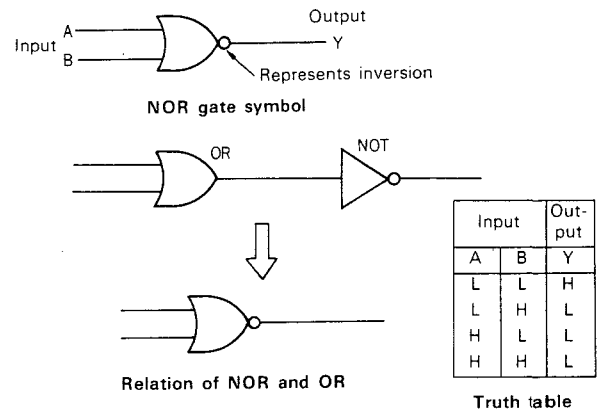 Output
Input A
B
Y
Represents inversion
NOR gate symbol
OR
NOT
Relation of NOR and OR
Input Out-
put
A B Y
L L H
L H L
H L L
H H L
Truth table